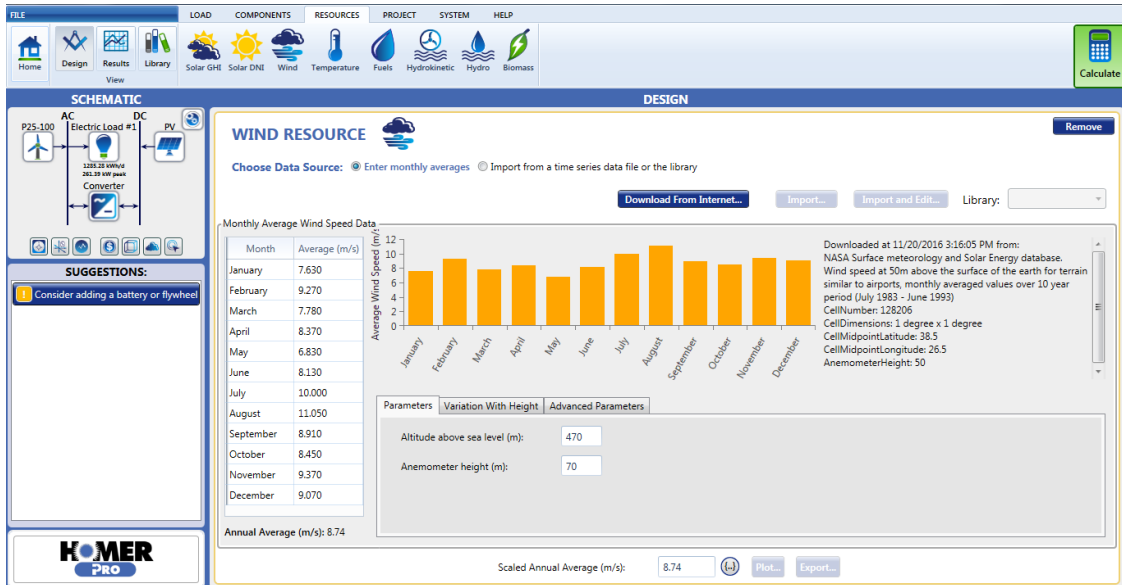 FILE
LOAD COMPONENTS RESOURCES PROJECT SYSTEM HELP
Home Design Results Library Solar GHI Solar DNI Wind Temperature Fuels Hydrokinetic Hydro Biomass Calculate
View
SCHEMATIC
DESIGN
AC DC
P25-100 Electric Load #1 PV
1285.28 kWh/d
261.39 kW peak
Converter
SUGGESTIONS:
! Consider adding a battery or flywheel
HOMER
PRO
WIND RESOURCE
Remove
Choose Data Source: Enter monthly averages Import from a time series data file or the library
Download From Internet... Import... Import and Edit... Library:
Monthly Average Wind Speed Data
Month Average (m/s)
January 7.630
February 9.270
March 7.780
April 8.370
May 6.830
June 8.130
July 10.000
August 11.050
September 8.910
October 8.450
November 9.370
December 9.070
Annual Average (m/s): 8.74
Average Wind Speed (m/s
12
10
8
6
4
2
0
January February March April May June July August September October November December
Downloaded at 11/20/2016 3:16:05 PM from:
NASA Surface meteorology and Solar Energy database.
Wind speed at 50m above the surface of the earth for terrain
similar to airports, monthly averaged values over 10 year
period (July 1983 - June 1993)
CellNumber: 128206
CellDimensions: 1 degree x 1 degree
CellMidpointLatitude: 38.5
CellMidpointLongitude: 26.5
AnemometerHeight: 50
Parameters Variation With Height Advanced Parameters
Altitude above sea level (m): 470
Anemometer height (m): 70
Scaled Annual Average (m/s): 8.74 {..} Plot... Export...